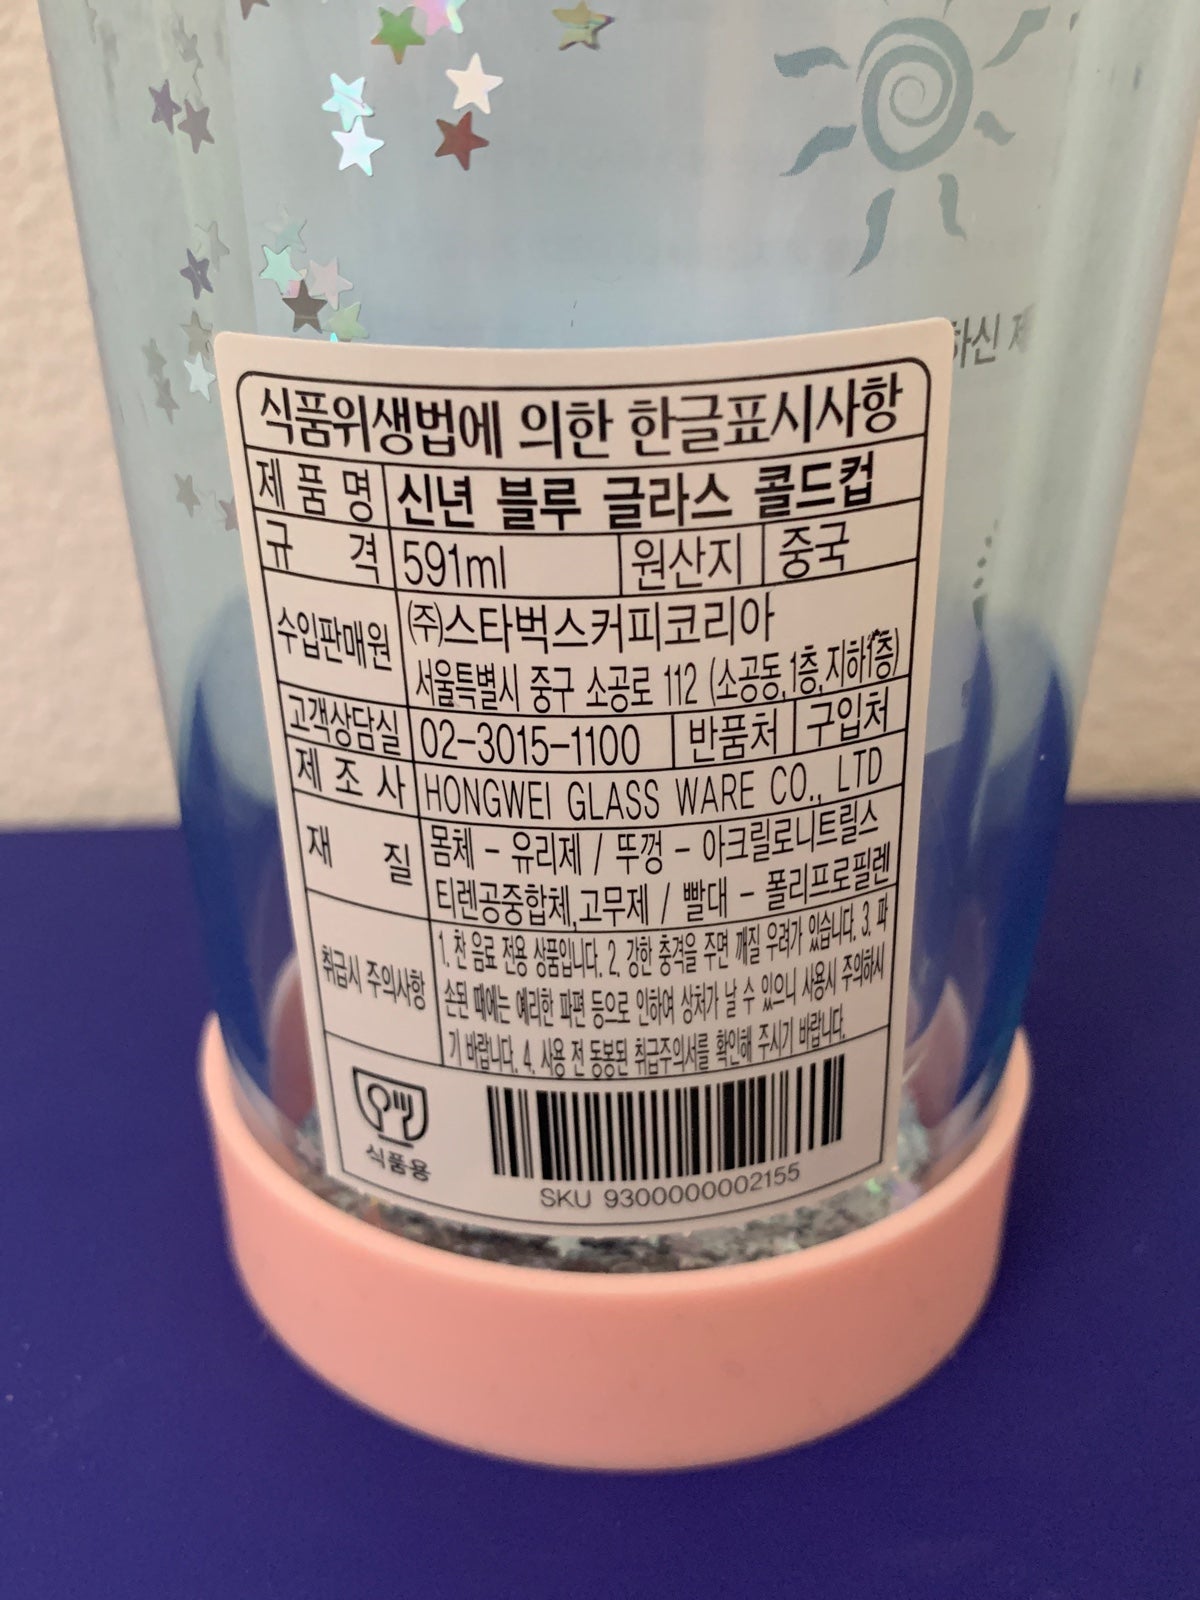 하신 제
식품위생법에 의한 한글표시사항
제 품 명 신년 블루 글라스 콜드컵
규 격 591ml 원산지 중국
수입판매원 (주)스타벅스커피코리아
서울특별시 중구 소공로 112 (소공동,1층,지하1층)
고객상담실 02-3015-1100 반품처 구입처
제 조 사 HONGWEI GLASS WARE CO., LTD
재 질 몸체 - 유리제 / 뚜껑 - 아크릴로니트릴스
티렌공중합체,고무제 / 빨대 - 폴리프로필렌
취급시 주의사항 1. 찬 음료 전용 상품입니다. 2. 강한 충격을 주면 깨질 우려가 있습니다. 3. 파
손된 때에는 예리한 파편 등으로 인하여 상처가 날 수 있으니 사용시 주의하시
기 바랍니다. 4. 사용 전 동봉된 취급주의서를 확인해 주시기 바랍니다.
식품용
SKU 9300000002155